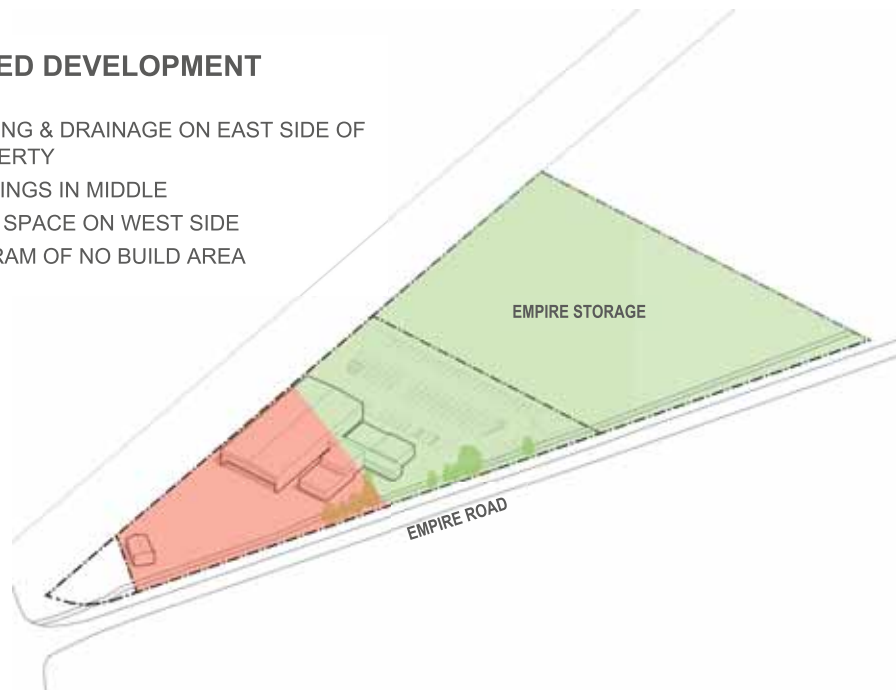 ED DEVELOPMENT
NG & DRAINAGE ON EAST SIDE OF
ERTY
INGS IN MIDDLE
SPACE ON WEST SIDE
RAM OF NO BUILD AREA
EMPIRE STORAGE
EMPIRE ROAD